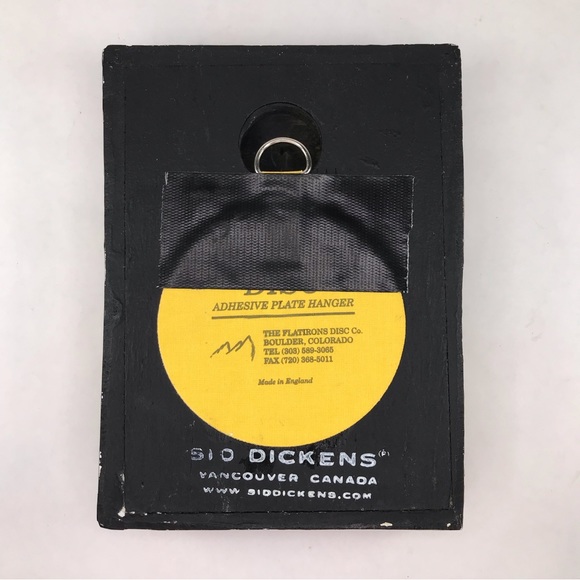 DISC
ADHESIVE PLATE HANGER
THE FLATIRONS DISC Co.
BOULDER, COLORADO
TEL (303) 589-3065
FAX (720) 368-5011
Made in England
SID DICKENS
VANCOUVER CANADA
WWW SIDDICKENS.COM